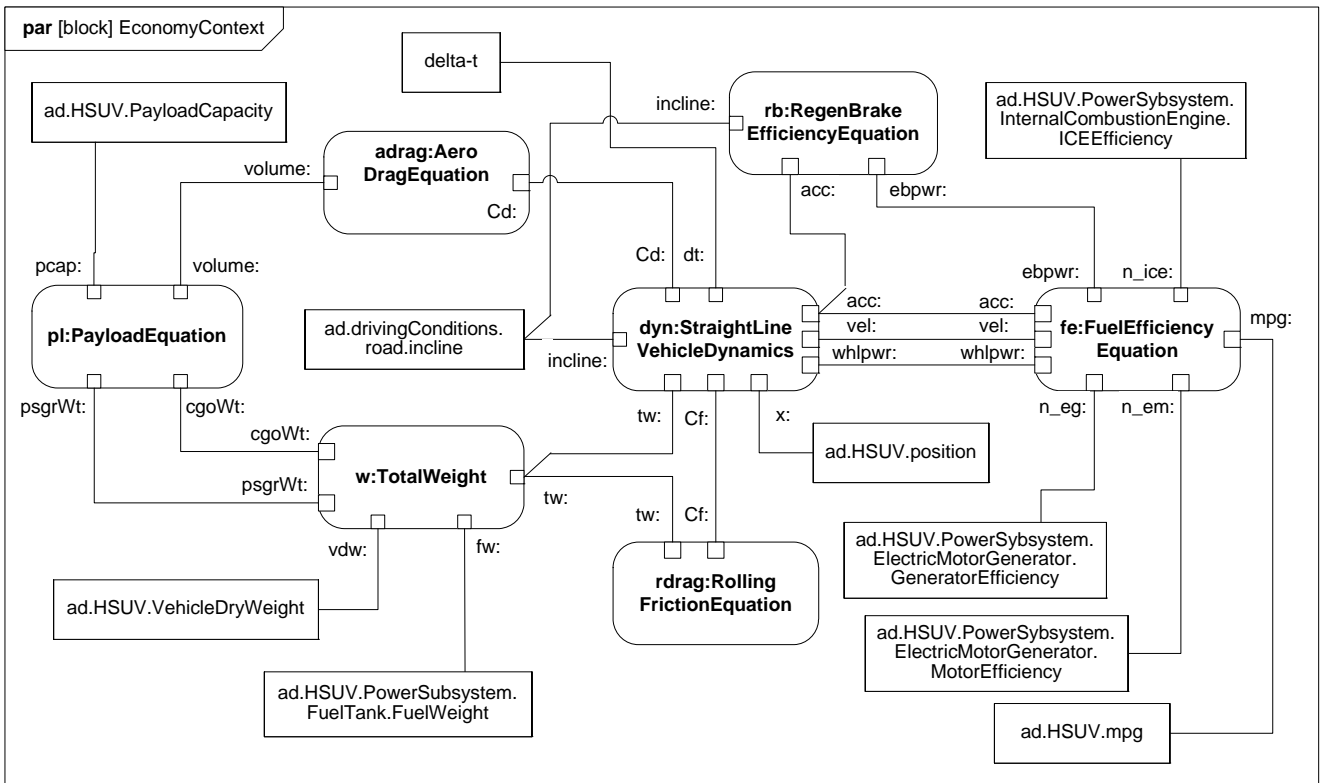 par [block] EconomyContext
delta-t
ad.HSUV.PayloadCapacity
incline:
rb:RegenBrake
EfficiencyEquation
ad.HSUV.PowerSybsystem.
InternalCombustionEngine.
ICEEfficiency
adrag:Aero
DragEquation
volume:
Cd:
acc:
ebpwr:
pcap:
volume:
Cd:
dt:
ebpwr:
n_ice:
pl:PayloadEquation
ad.drivingConditions.
road.incline
incline:
dyn:StraightLine
VehicleDynamics
acc:
vel:
whlpwr:
acc:
vel:
whlpwr:
fe:FuelEfficiency
Equation
mpg:
psgrWt:
cgoWt:
tw:
Cf:
x:
n_eg:
n_em:
cgoWt:
psgrWt:
w:TotalWeight
tw:
ad.HSUV.position
vdw:
fw:
tw:
Cf:
rdrag:Rolling
FrictionEquation
ad.HSUV.PowerSybsystem.
ElectricMotorGenerator.
GeneratorEfficiency
ad.HSUV.VehicleDryWeight
ad.HSUV.PowerSybsystem.
ElectricMotorGenerator.
MotorEfficiency
ad.HSUV.PowerSubsystem.
FuelTank.FuelWeight
ad.HSUV.mpg